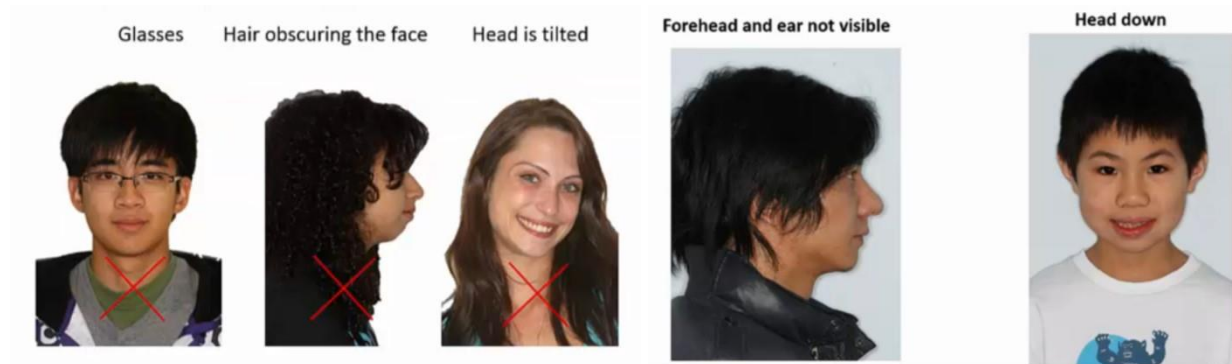 Glasses
Hair obscuring the face
Head is tilted
Forehead and ear not visible
Head down